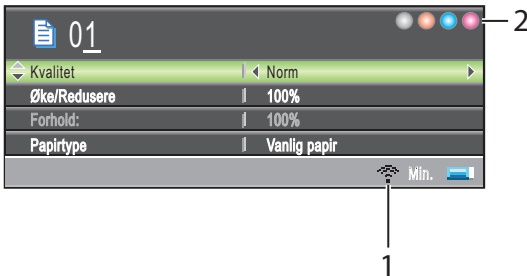 01
2
Kvalitet Norm
Øke/Redusere 100%
Forhold: 100%
Papirtype Vanlig papir
Min.
1